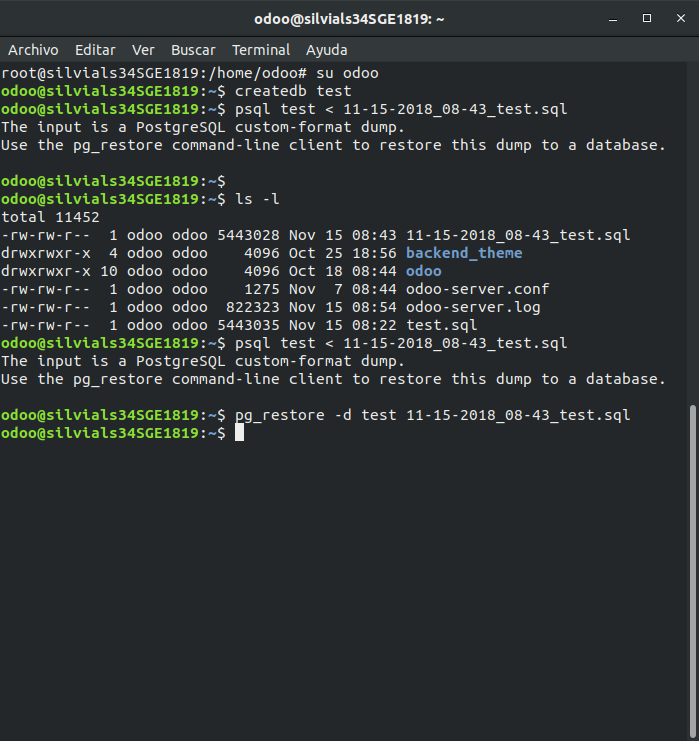 odoo@silvials34SGE1819: ~
Archivo Editar Ver Buscar Terminal Ayuda
root@silvials34SGE1819:/home/odoo# su odoo
odoo@silvials34SGE1819:~$ createdb test
odoo@silvials34SGE1819:~$ psql test < 11-15-2018_08-43_test.sql
The input is a PostgreSQL custom-format dump.
Use the pg_restore command-line client to restore this dump to a database.
odoo@silvials34SGE1819:~$
odoo@silvials34SGE1819:~$ ls -l
total 11452
-rw-rw-r--  1 odoo odoo 5443028 Nov 15 08:43 11-15-2018_08-43_test.sql
drwxrwxr-x  4 odoo odoo    4096 Oct 25 18:56 backend_theme
drwxrwxr-x 10 odoo odoo    4096 Oct 18 08:44 odoo
-rw-rw-r--  1 odoo odoo    1275 Nov  7 08:44 odoo-server.conf
-rw-rw-r--  1 odoo odoo  822323 Nov 15 08:54 odoo-server.log
-rw-rw-r--  1 odoo odoo 5443035 Nov 15 08:22 test.sql
odoo@silvials34SGE1819:~$ psql test < 11-15-2018_08-43_test.sql
The input is a PostgreSQL custom-format dump.
Use the pg_restore command-line client to restore this dump to a database.
odoo@silvials34SGE1819:~$ pg_restore -d test 11-15-2018_08-43_test.sql
odoo@silvials34SGE1819:~$